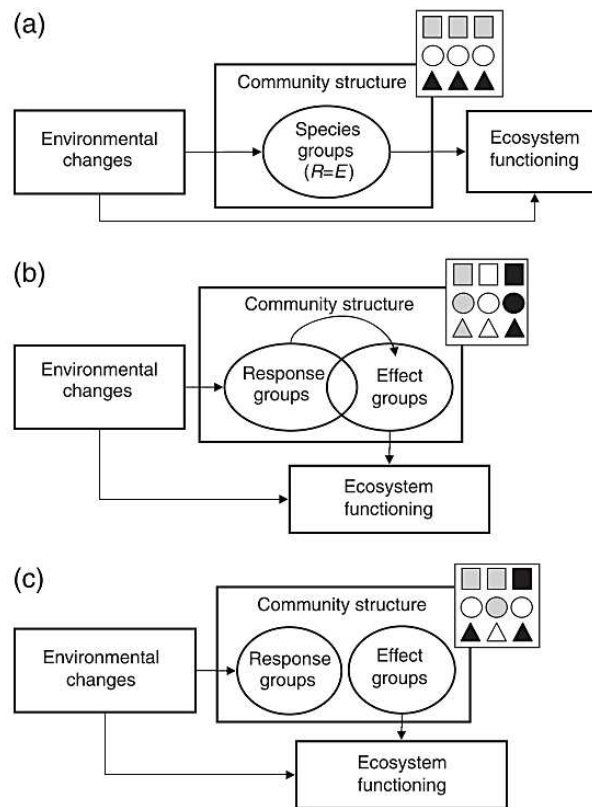 (a)
Community structure
Environmental
changes
Species
groups
(R=E)
Ecosystem
functioning
(b)
Community structure
Environmental
changes
Response
groups
Effect
groups
Ecosystem
functioning
(c)
Community structure
Environmental
changes
Response
groups
Effect
groups
Ecosystem
functioning